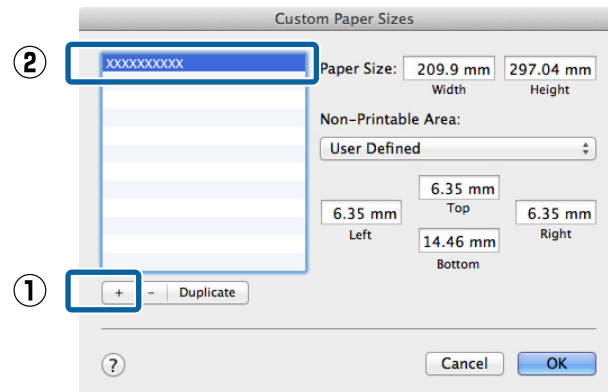 Custom Paper Sizes
②
XXXXXXXXXX
Paper Size: 209.9 mm 297.04 mm
Width Height
Non-Printable Area:
User Defined
6.35 mm
Top
6.35 mm 6.35 mm
Left Right
14.46 mm
Bottom
①
+ - Duplicate
? Cancel OK